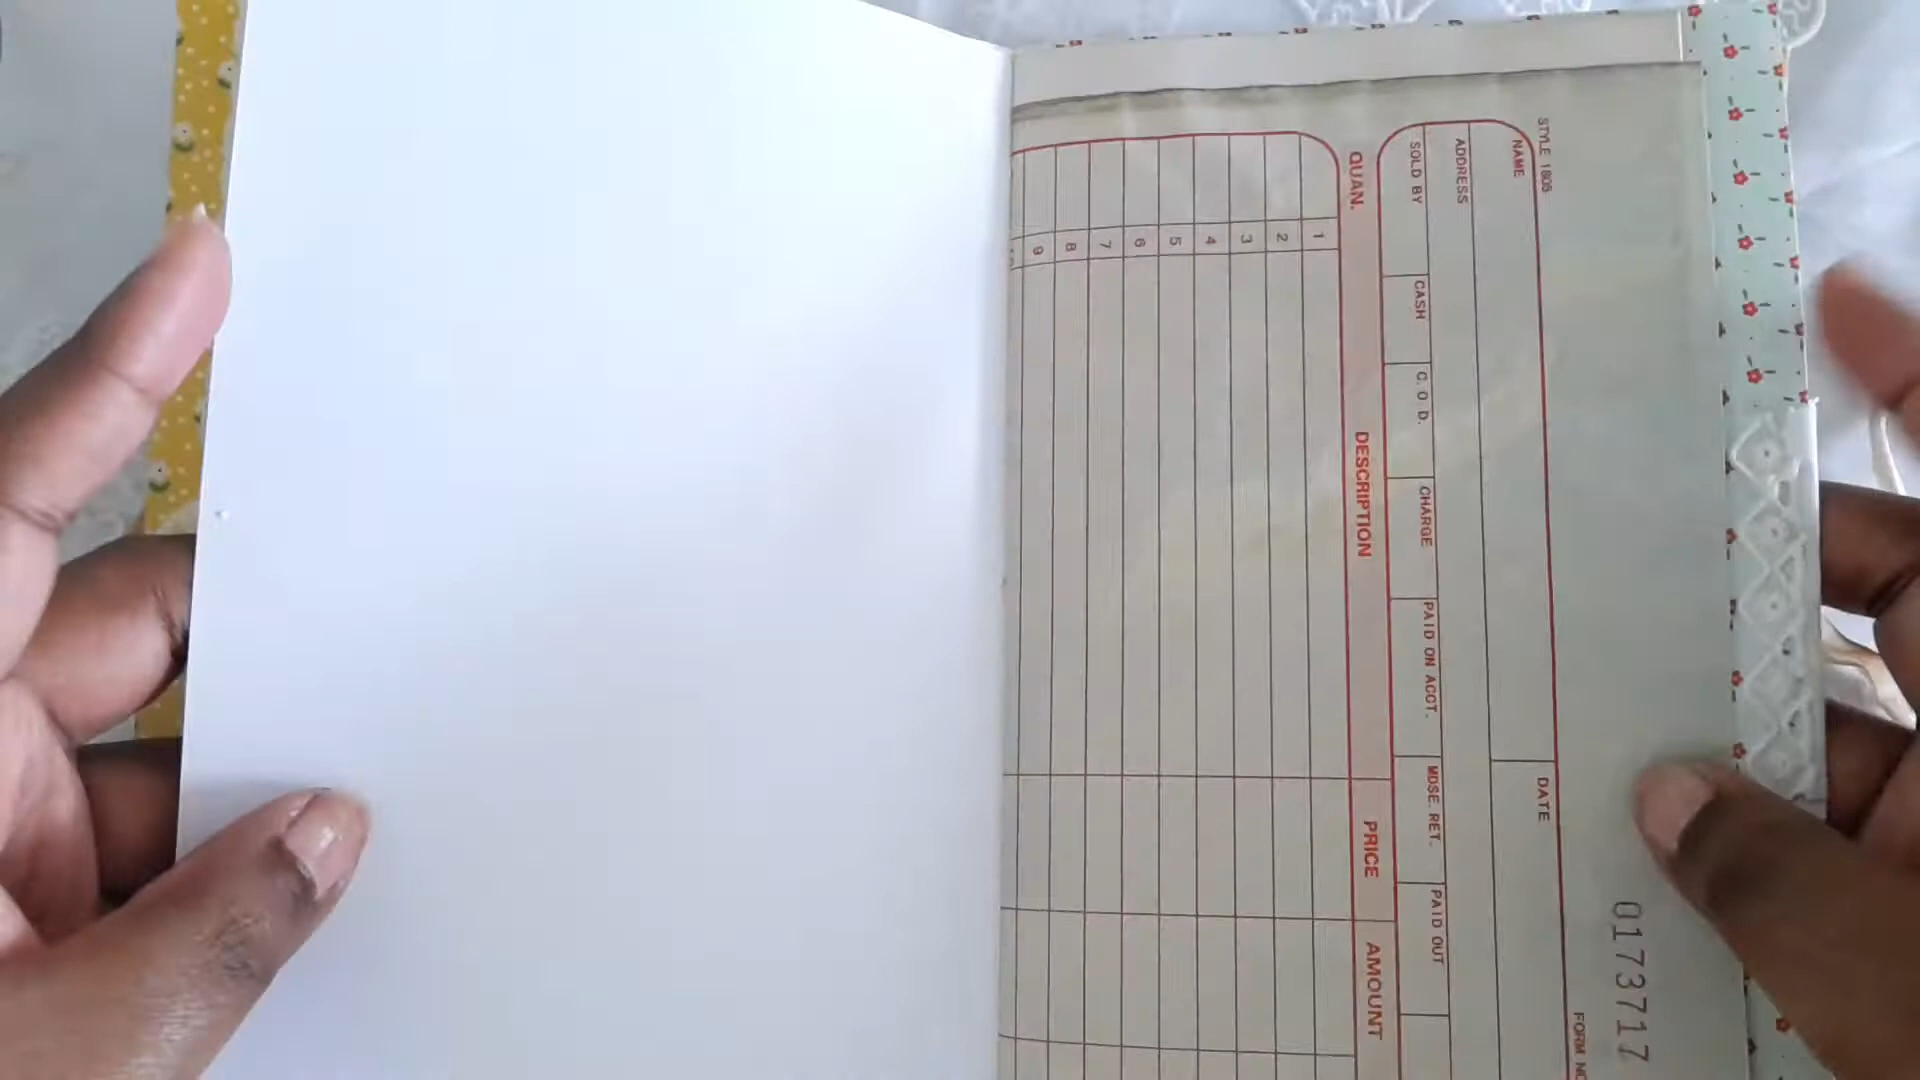 0173717
STYLE 1805
NAME
DATE
ADDRESS
SOLD BY CASH C. O. D. CHARGE PAID ON ACCT. MDSE. RET. PAID OUT
QUAN. DESCRIPTION PRICE AMOUNT
1
2
3
4
5
6
7
8
9